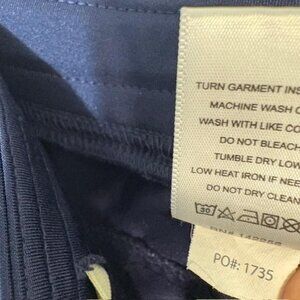 TURN GARMENT INS
MACHINE WASH C
WASH WITH LIKE CO
DO NOT BLEACH
TUMBLE DRY LOW
LOW HEAT IRON IF NEE
DO NOT DRY CLEAN
30
PO#: 1735